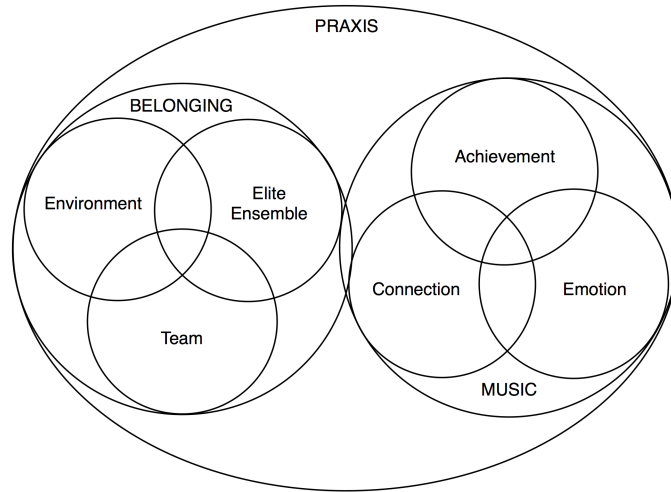 PRAXIS
BELONGING
Environment
Elite
Ensemble
Team
Achievement
Connection
Emotion
MUSIC